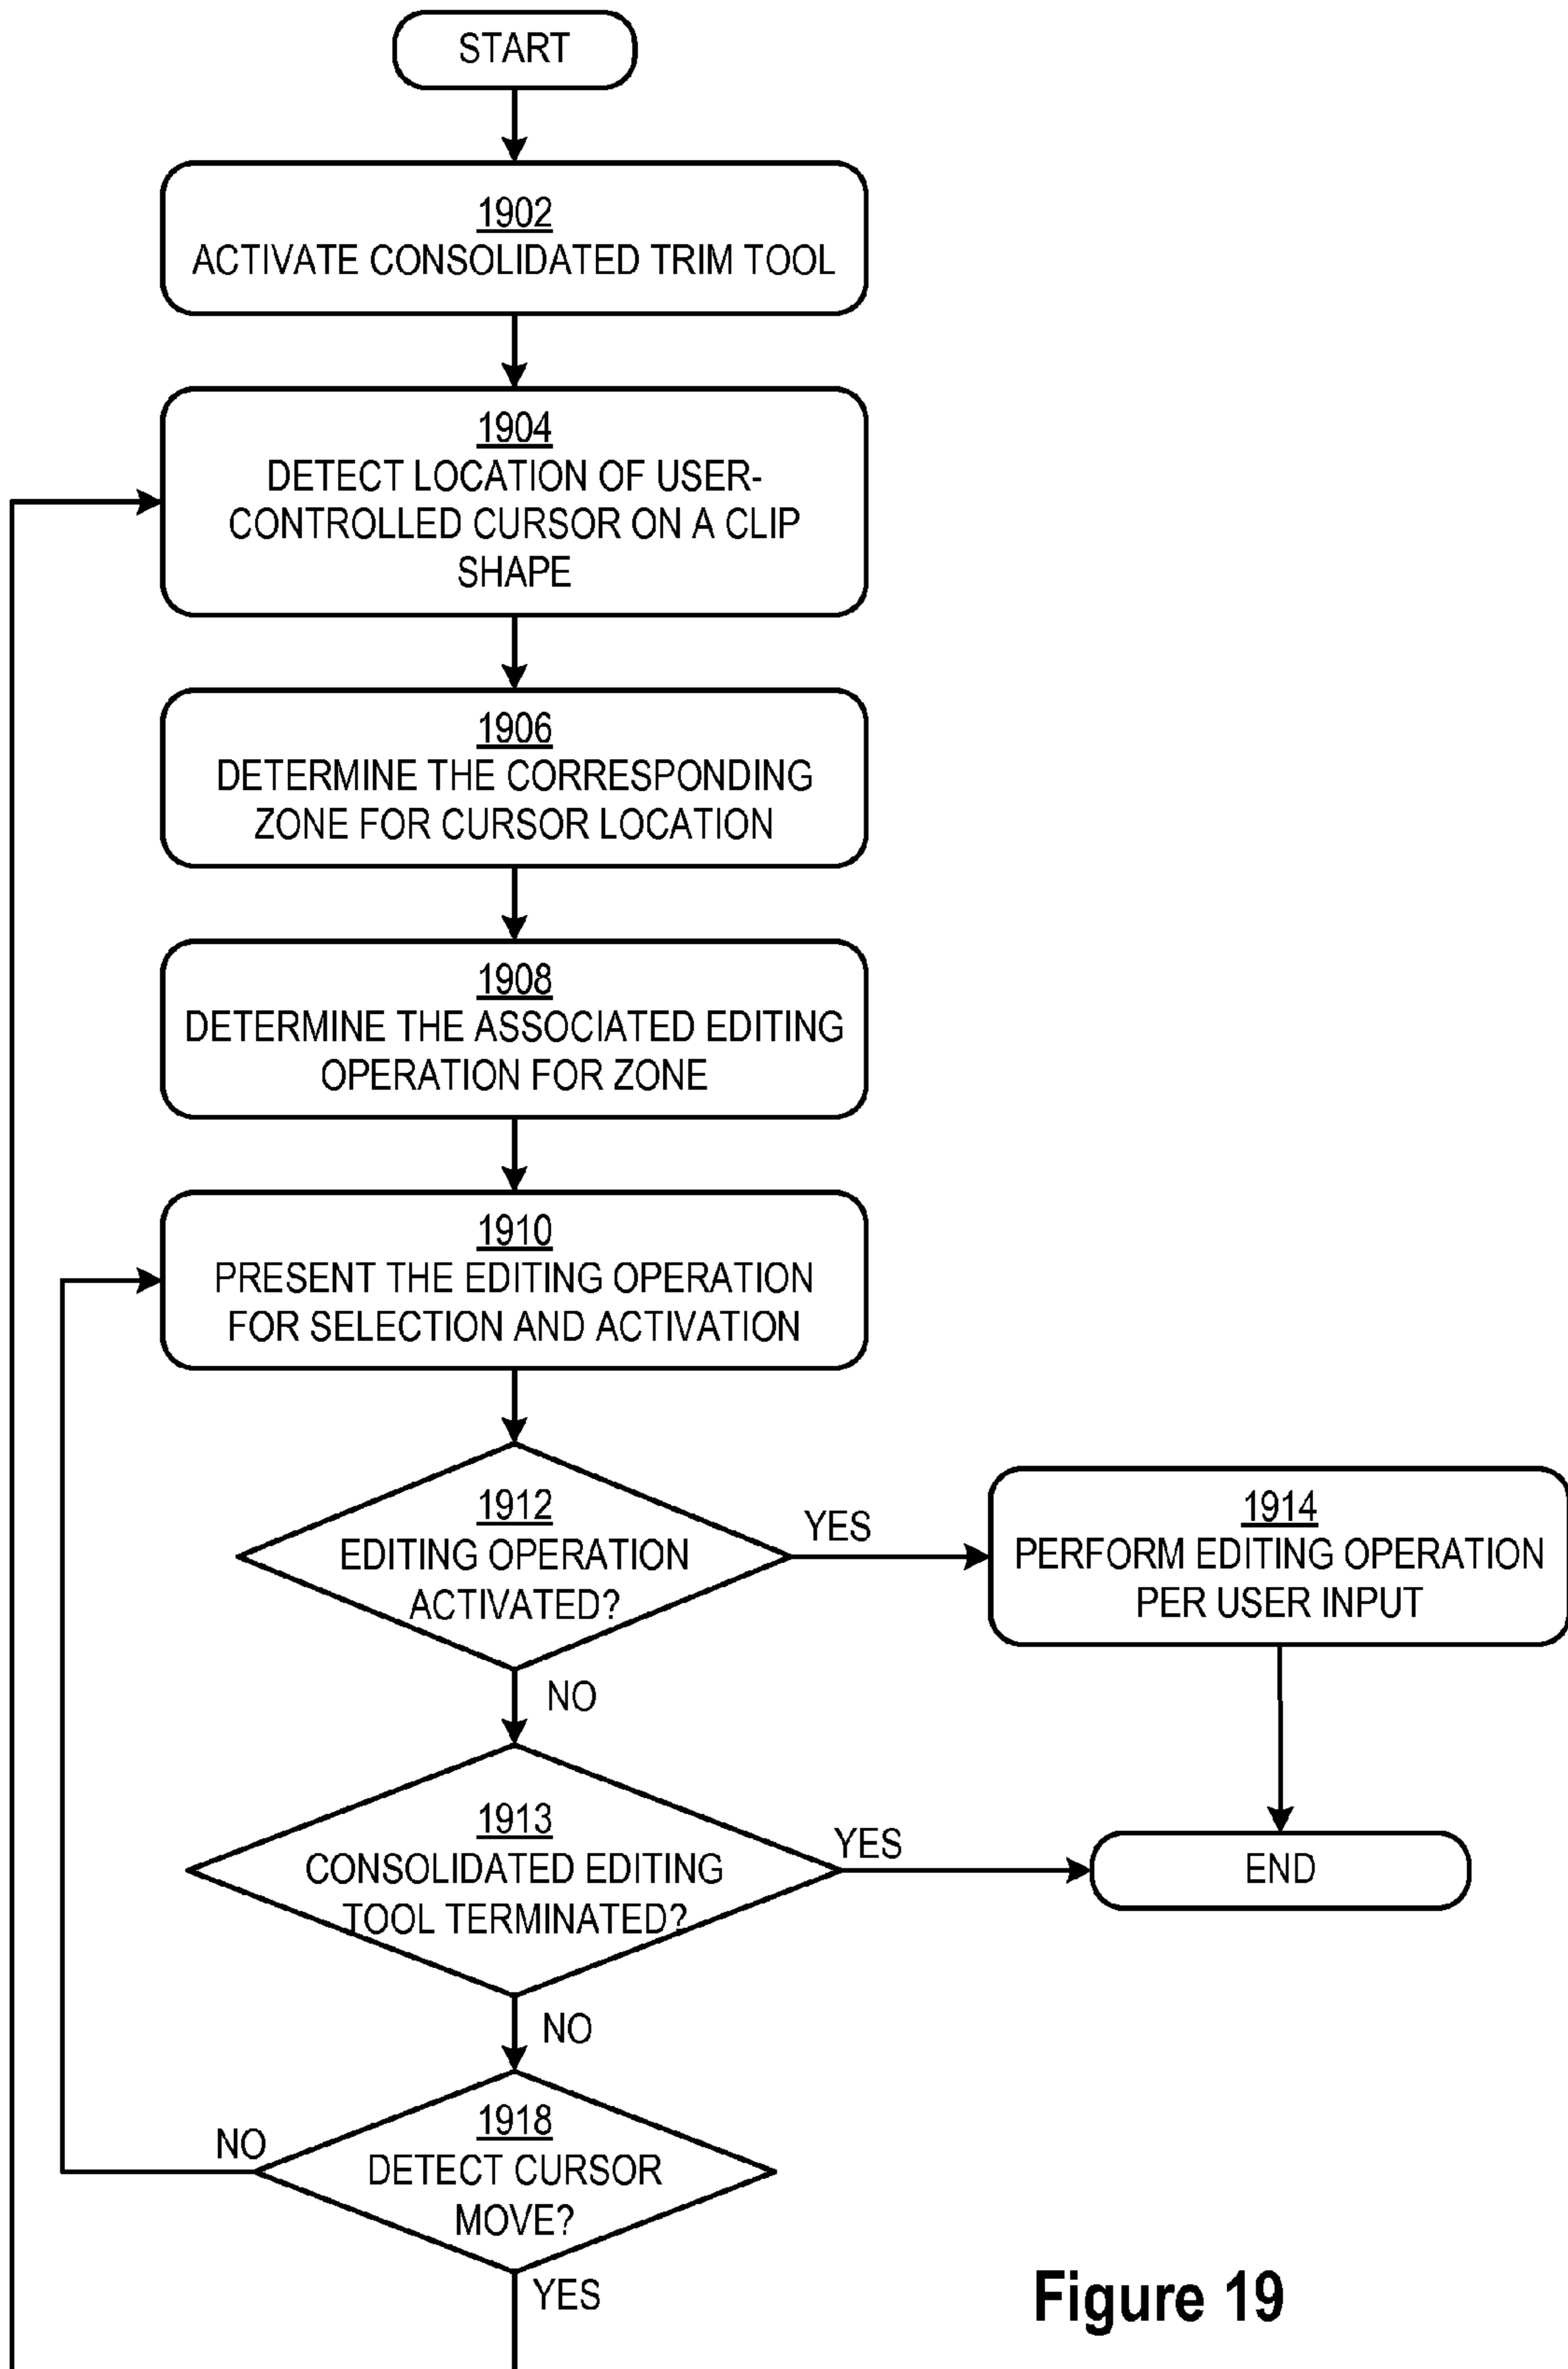 START
1902
ACTIVATE CONSOLIDATED TRIM TOOL
1904
DETECT LOCATION OF USER-
CONTROLLED CURSOR ON A CLIP
SHAPE
1906
DETERMINE THE CORRESPONDING
ZONE FOR CURSOR LOCATION
1908
DETERMINE THE ASSOCIATED EDITING
OPERATION FOR ZONE
1910
PRESENT THE EDITING OPERATION
FOR SELECTION AND ACTIVATION
1912
EDITING OPERATION
ACTIVATED?
YES
1914
PERFORM EDITING OPERATION
PER USER INPUT
NO
1913
CONSOLIDATED EDITING
TOOL TERMINATED?
YES
END
NO
1918
DETECT CURSOR
MOVE?
NO
YES
Figure 19